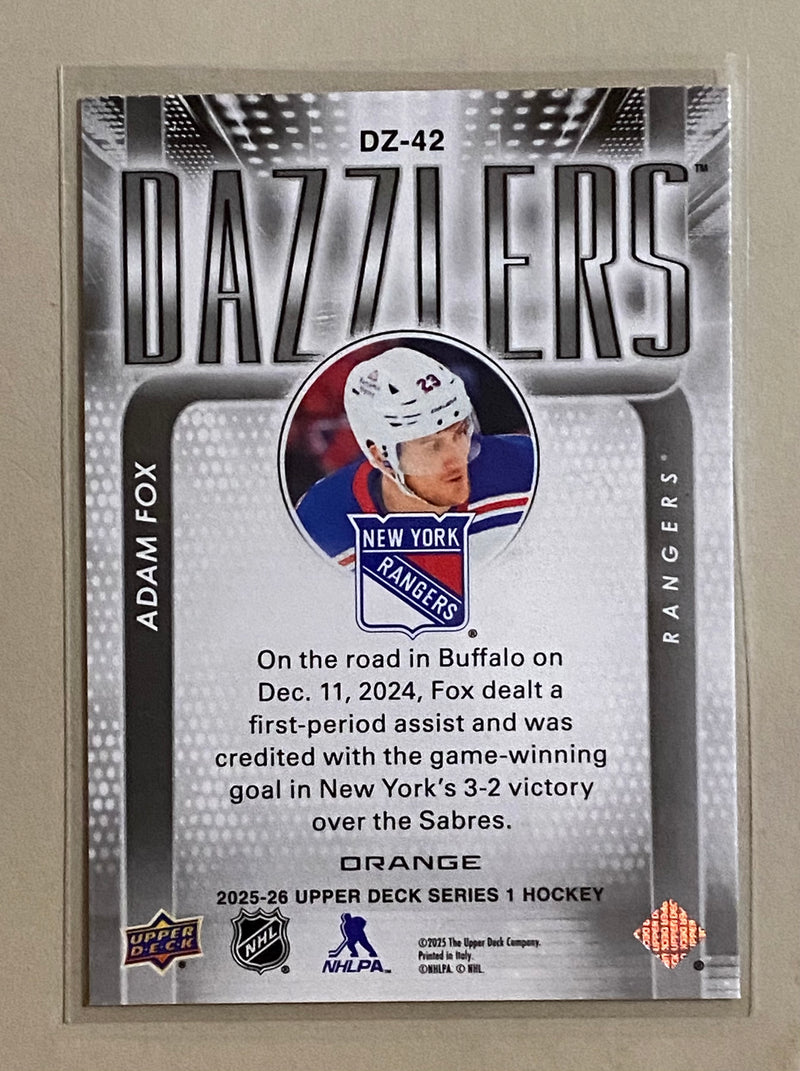 DZ-42
DAZZLERS™
23
ADAM FOX
RANGERS®
NEW YORK
RANGERS
®
On the road in Buffalo on
Dec. 11, 2024, Fox dealt a
first-period assist and was
credited with the game-winning
goal in New York's 3-2 victory
over the Sabres.
ORANGE
2025-26 UPPER DECK SERIES 1 HOCKEY
UPPER
D·E·C·K
®
NHL
®
NHLPA™
©2025 The Upper Deck Company.
Printed in Italy.
©NHLPA. © NHL.